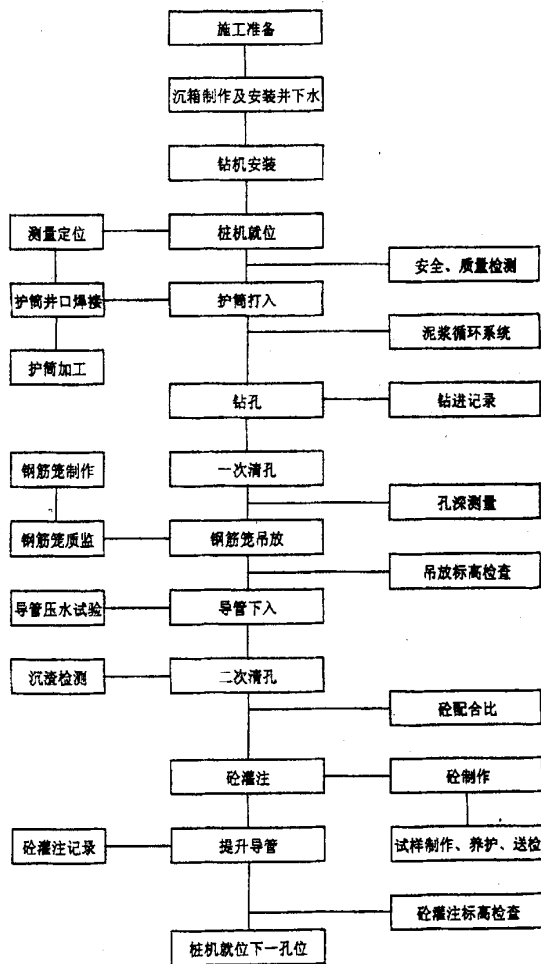 施工准备
沉箱制作及安装并下水
钻机安装
测量定位
桩机就位
安全、质量检测
护筒井口焊接
护筒打入
泥浆循环系统
护筒加工
钻孔
钻进记录
钢筋笼制作
一次清孔
孔深测量
钢筋笼质监
钢筋笼吊放
吊放标高检查
导管压水试验
导管下入
沉渣检测
二次清孔
砼配合比
砼灌注
砼制作
砼灌注记录
提升导管
试样制作、养护、送检
砼灌注标高检查
桩机就位下一孔位